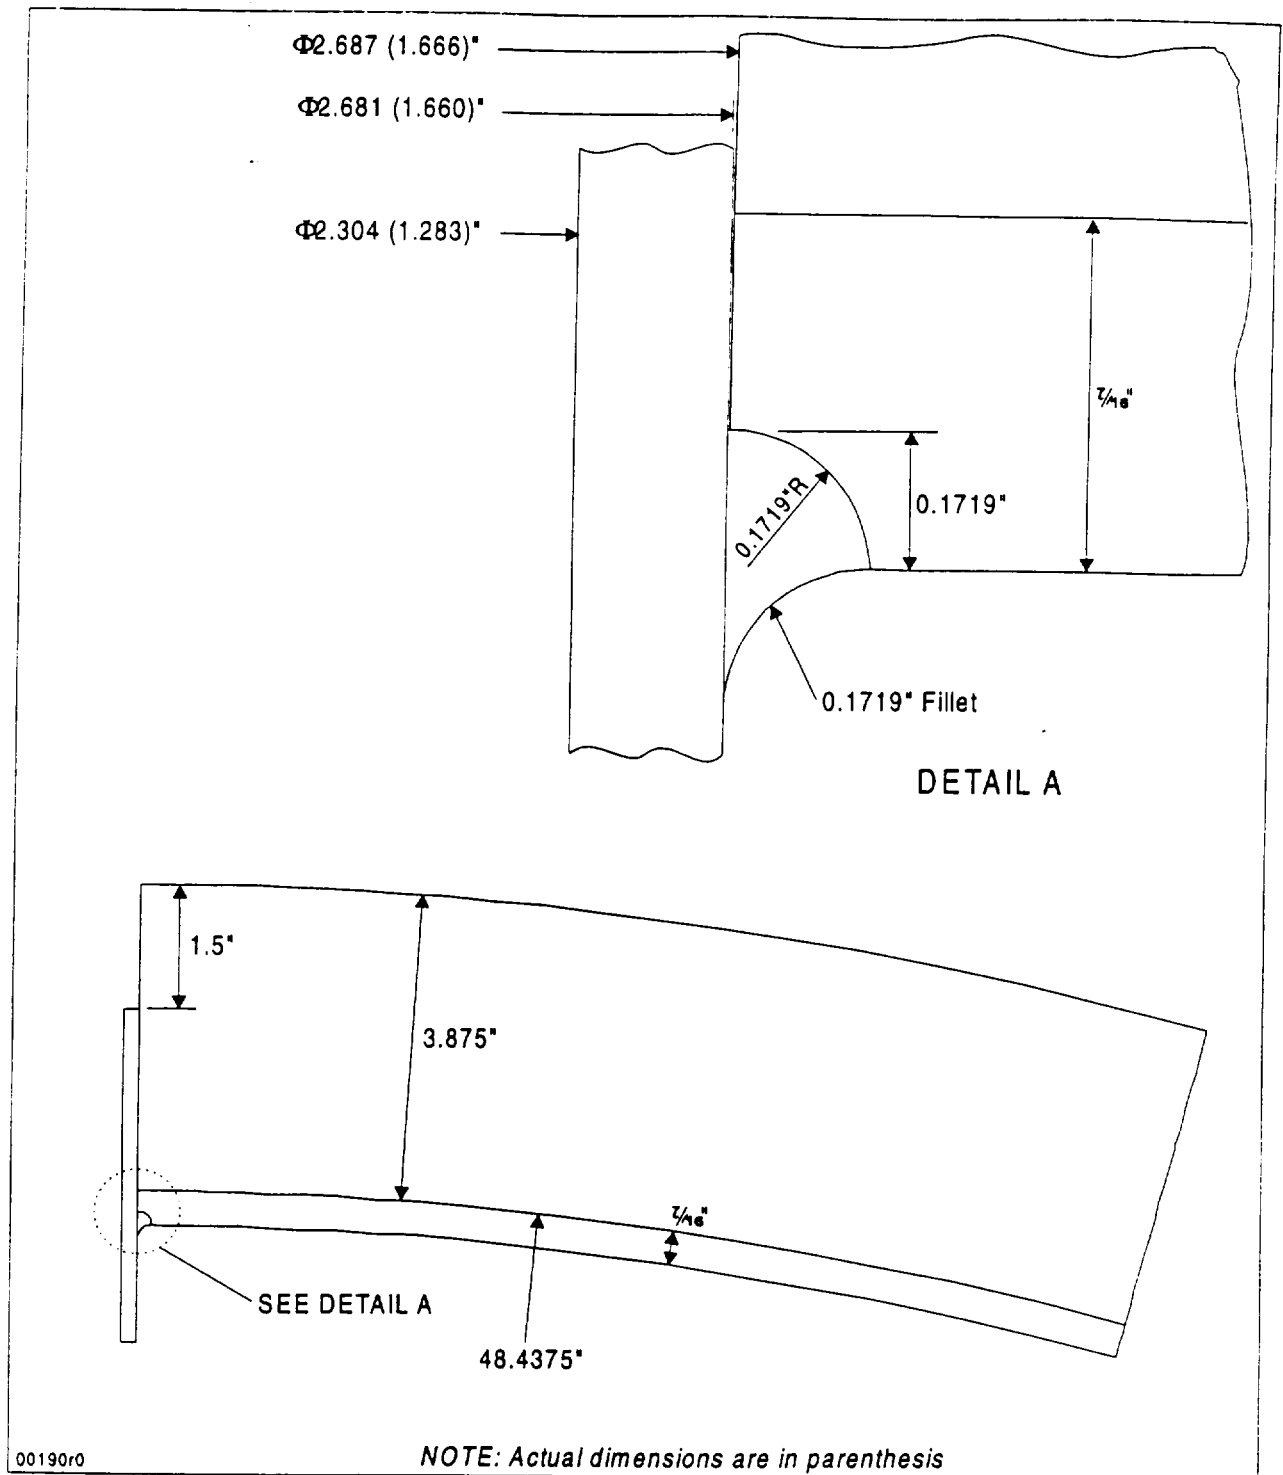 Φ2.687 (1.666)"
Φ2.681 (1.660)"
Φ2.304 (1.283)"
7/16"
0.1719"
0.1719"R
0.1719" Fillet
DETAIL A
1.5"
3.875"
7/16"
SEE DETAIL A
48.4375"
00190r0
NOTE: Actual dimensions are in parenthesis